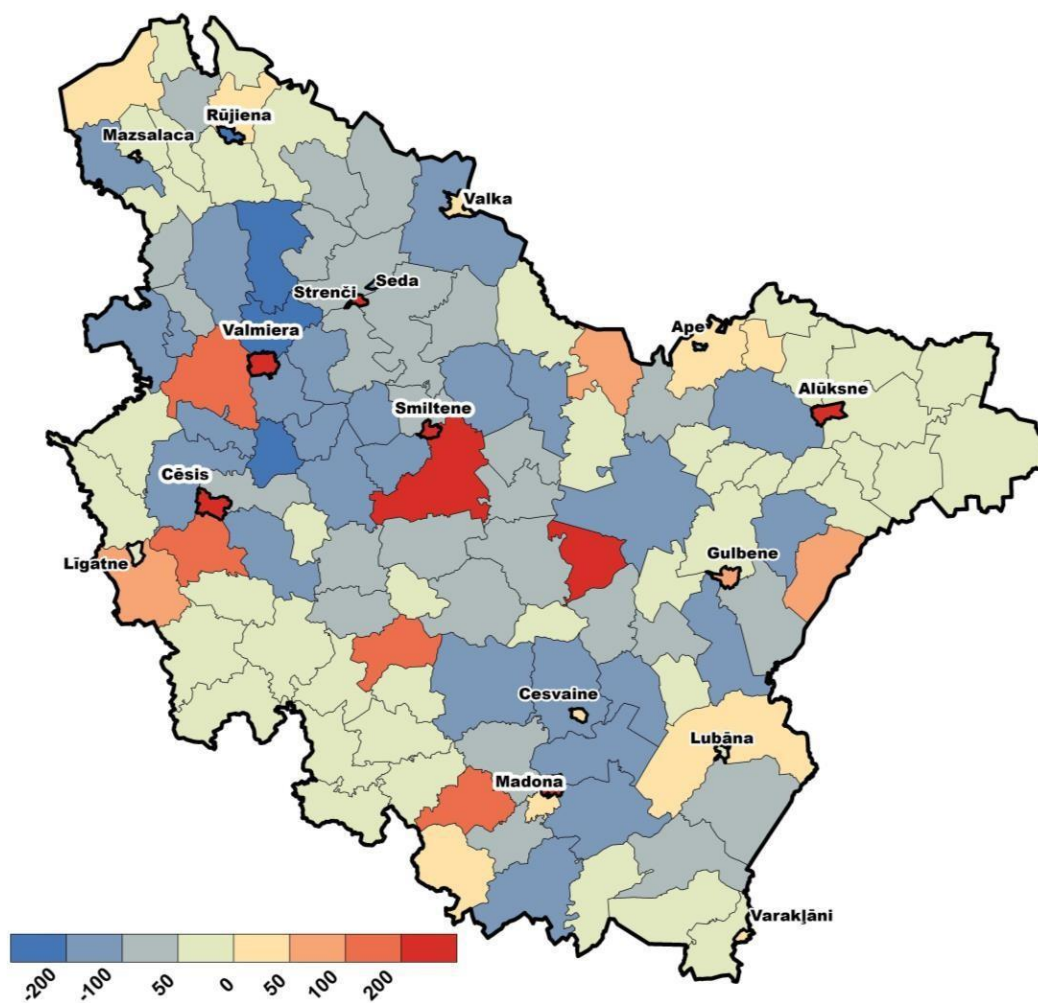 Rūjiena
Mazsalaca
Valka
Seda
Strenči
Valmiera
Ape
Alūksne
Smiltene
Cēsis
Līgatne
Gulbene
Cesvaine
Lubāna
Madona
Varakļāni
-200
-100
50
0
50
100
200